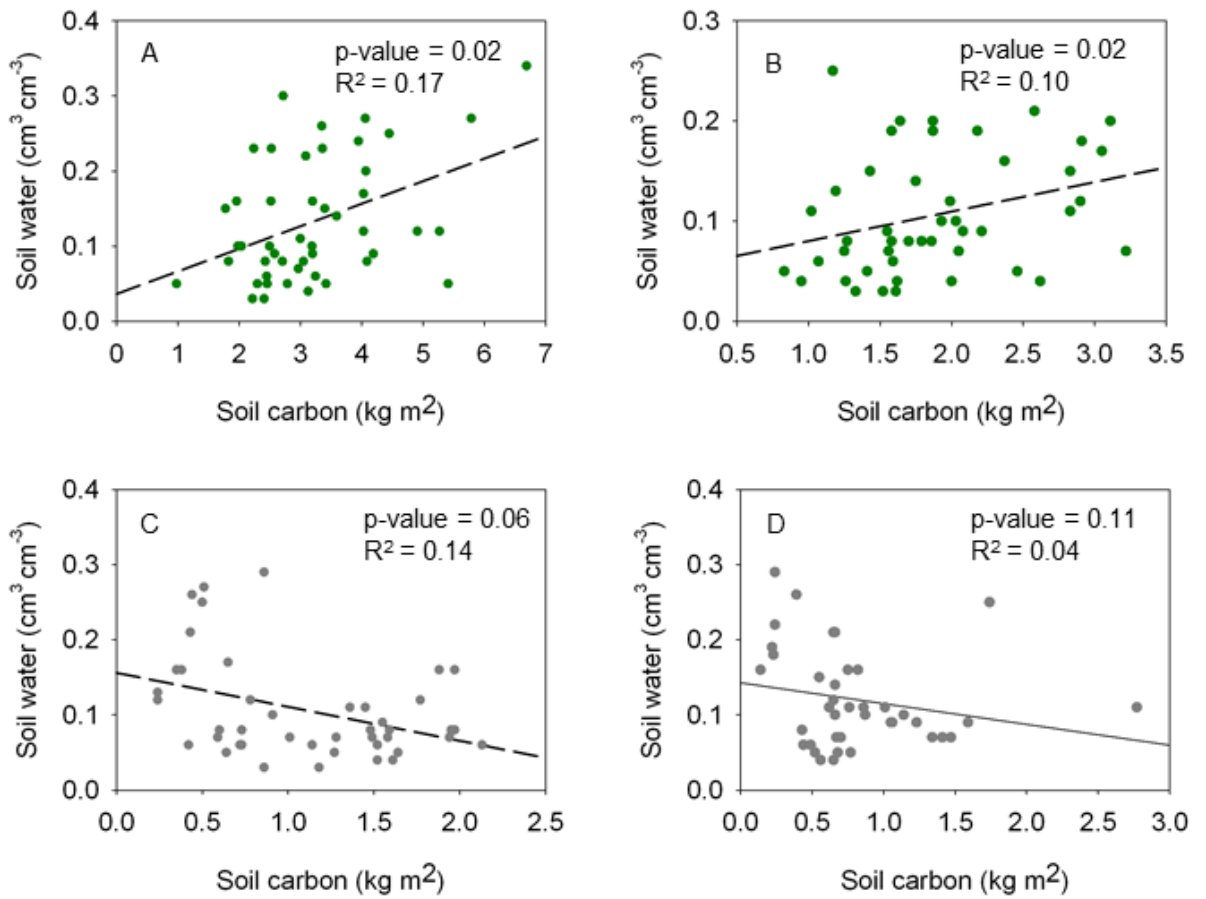 A
p-value = 0.02
R² = 0.17
Soil water (cm³ cm⁻³)
0.4
0.3
0.2
0.1
0.0
0 1 2 3 4 5 6 7
Soil carbon (kg m²)
B
p-value = 0.02
R² = 0.10
Soil water (cm³ cm⁻³)
0.3
0.2
0.1
0.0
0.5 1.0 1.5 2.0 2.5 3.0 3.5
Soil carbon (kg m²)
C
p-value = 0.06
R² = 0.14
Soil water (cm³ cm⁻³)
0.4
0.3
0.2
0.1
0.0
0.0 0.5 1.0 1.5 2.0 2.5
Soil carbon (kg m²)
D
p-value = 0.11
R² = 0.04
Soil water (cm³ cm⁻³)
0.4
0.3
0.2
0.1
0.0
0.0 0.5 1.0 1.5 2.0 2.5 3.0
Soil carbon (kg m²)